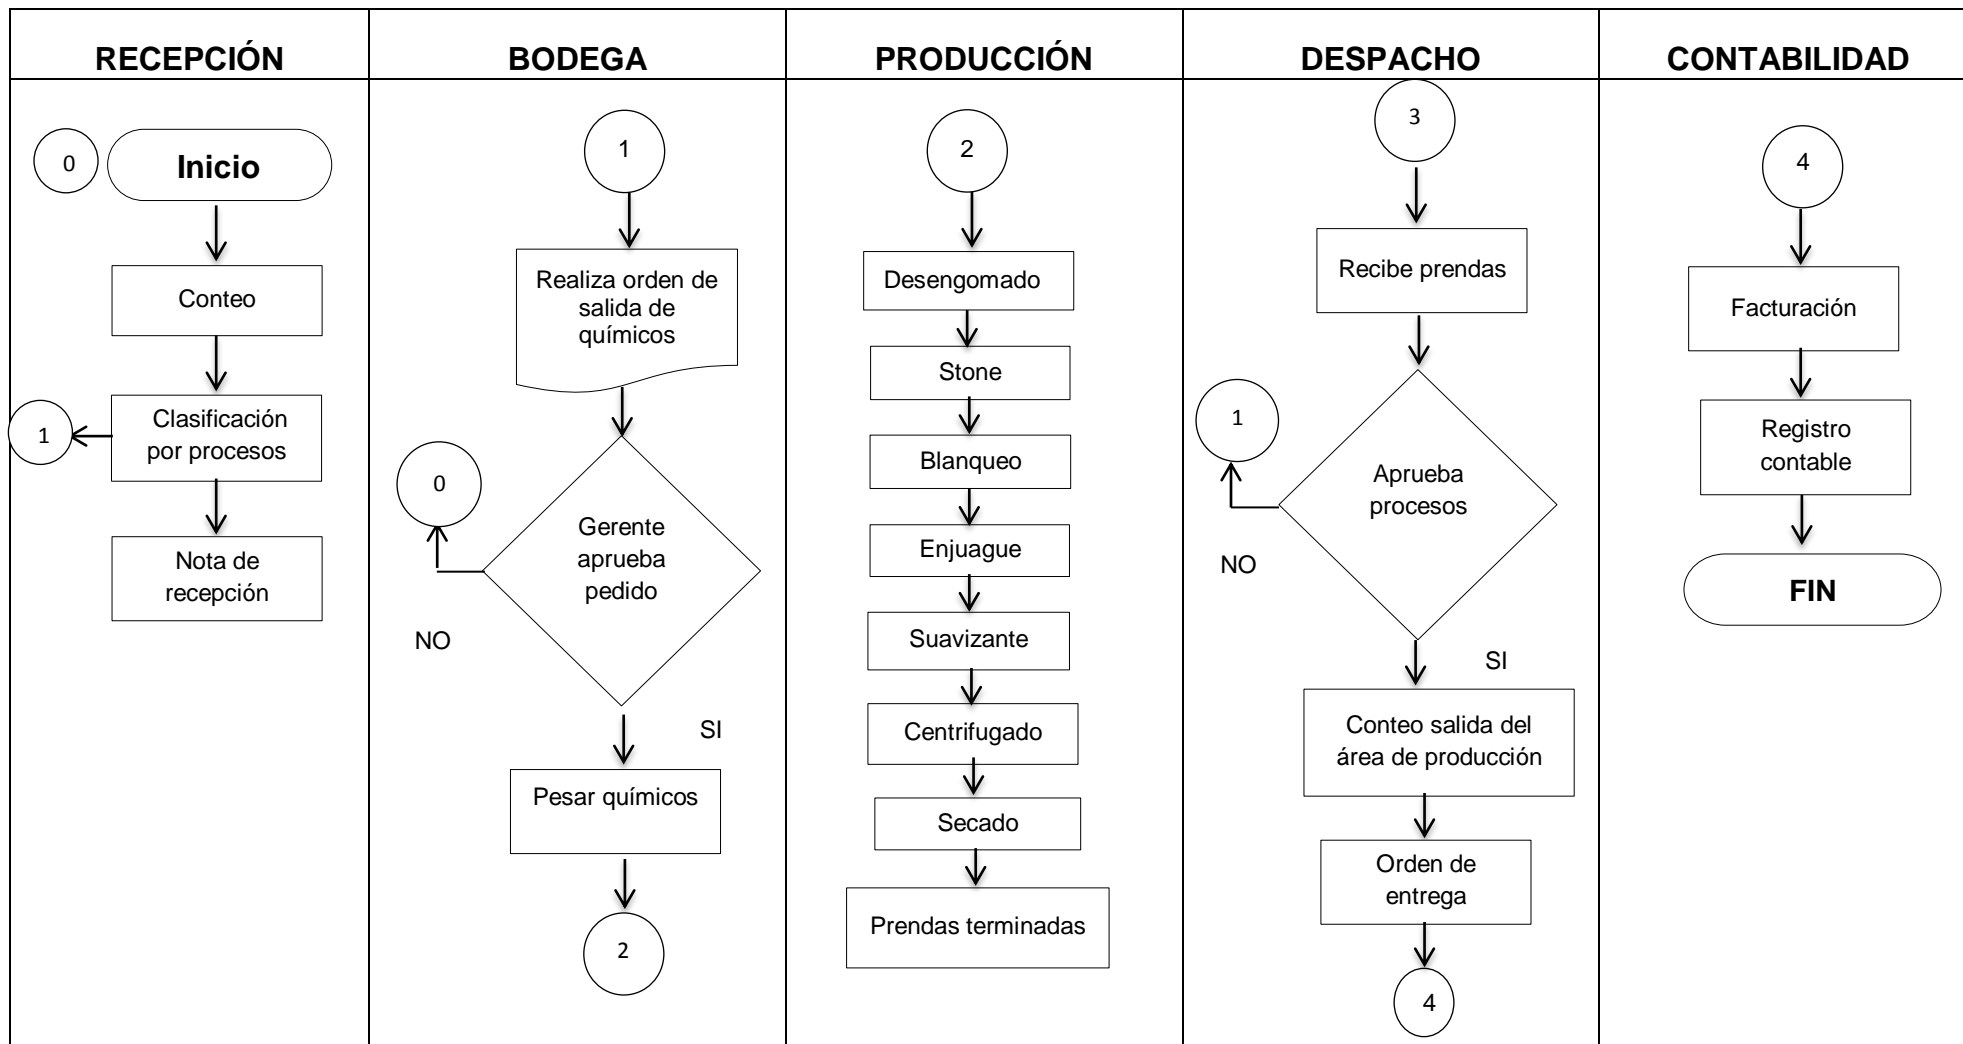 RECEPCIÓN
BODEGA
PRODUCCIÓN
DESPACHO
CONTABILIDAD
0
Inicio
Conteo
1
Clasificación
por procesos
Nota de
recepción
1
Realiza orden de
salida de
químicos
0
Gerente
aprueba
pedido
NO
SI
Pesar químicos
2
2
Desengomado
Stone
Blanqueo
Enjuague
Suavizante
Centrifugado
Secado
Prendas terminadas
3
Recibe prendas
1
Aprueba
procesos
NO
SI
Conteo salida del
área de producción
Orden de
entrega
4
4
Facturación
Registro
contable
FIN